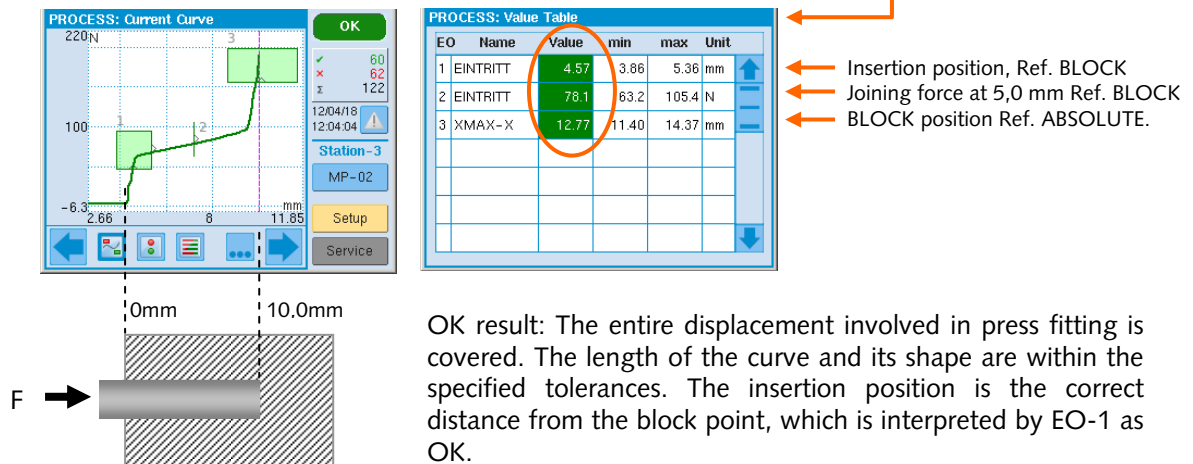 PROCESS: Current Curve
OK
220 N
3
1
2
100
-6.3
2.66
8
mm
11.85
✔ 60
× 62
Σ 122
12/04/18
12:04:04
Station-3
MP-02
Setup
Service
PROCESS: Value Table
EO Name Value min max Unit
1 EINTRITT 4.57 3.86 5.36 mm
2 EINTRITT 78.1 63.2 105.4 N
3 XMAX-X 12.77 11.40 14.37 mm
Insertion position, Ref. BLOCK
Joining force at 5,0 mm Ref. BLOCK
BLOCK position Ref. ABSOLUTE.
0mm
10,0mm
F
OK result: The entire displacement involved in press fitting is
covered. The length of the curve and its shape are within the
specified tolerances. The insertion position is the correct
distance from the block point, which is interpreted by EO-1 as
OK.